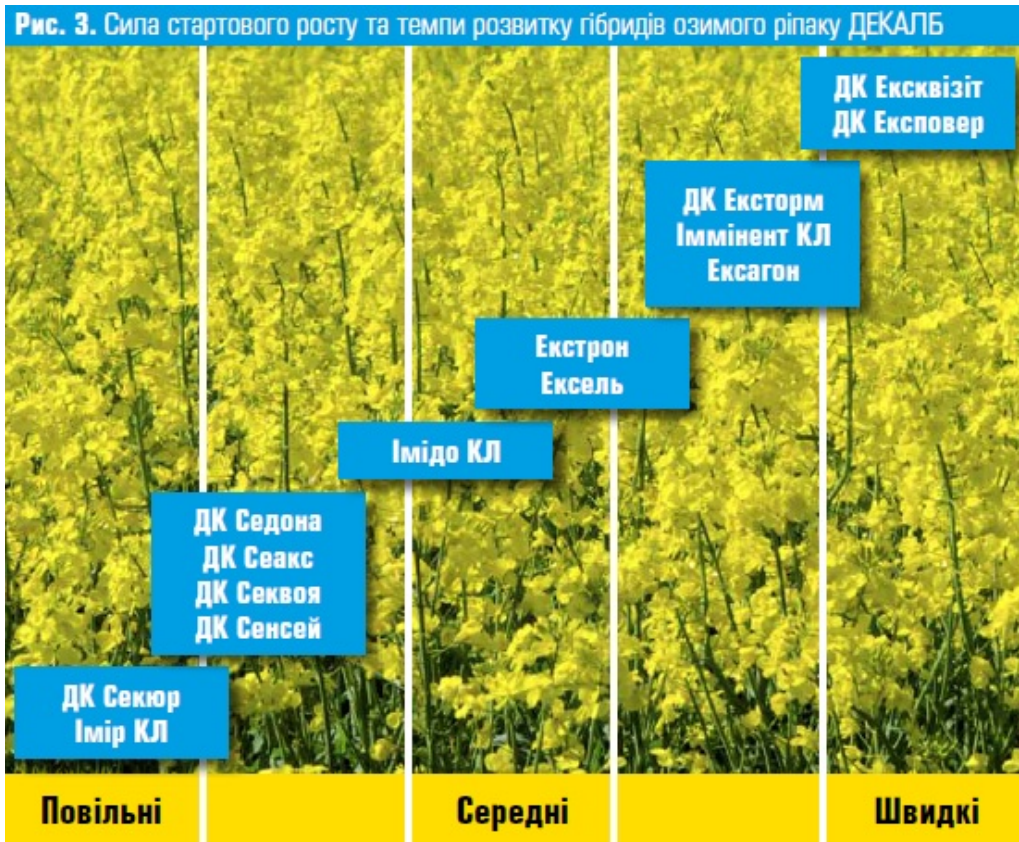 Рис. 3. Сила стартового росту та темпи розвитку гібридів озимого ріпаку ДЕКАЛБ
ДК Ексквізіт
ДК Експовер
ДК Ексторм
Іммінент КЛ
Ексагон
Екстрон
Ексель
Імідо КЛ
ДК Седона
ДК Сеакс
ДК Секвоя
ДК Сенсей
ДК Секюр
Імір КЛ
Повільні
Середні
Швидкі